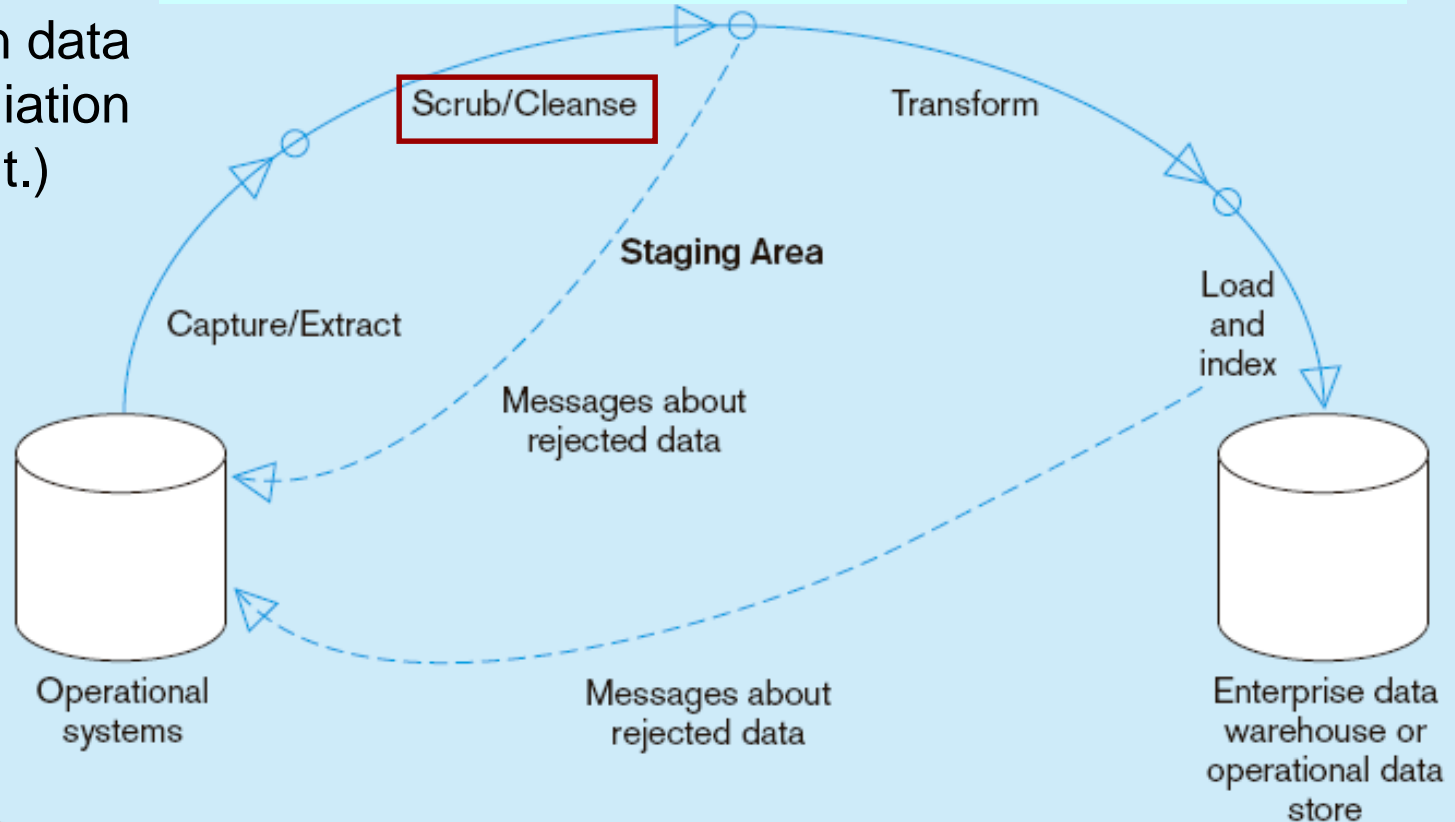 data
Scrub/Cleanse
Transform
Staging Area
Load
and
index
Capture/Extract
Messages about
rejected data
Operational
systems
Messages about
rejected data
Enterprise data
warehouse or
operational data
store